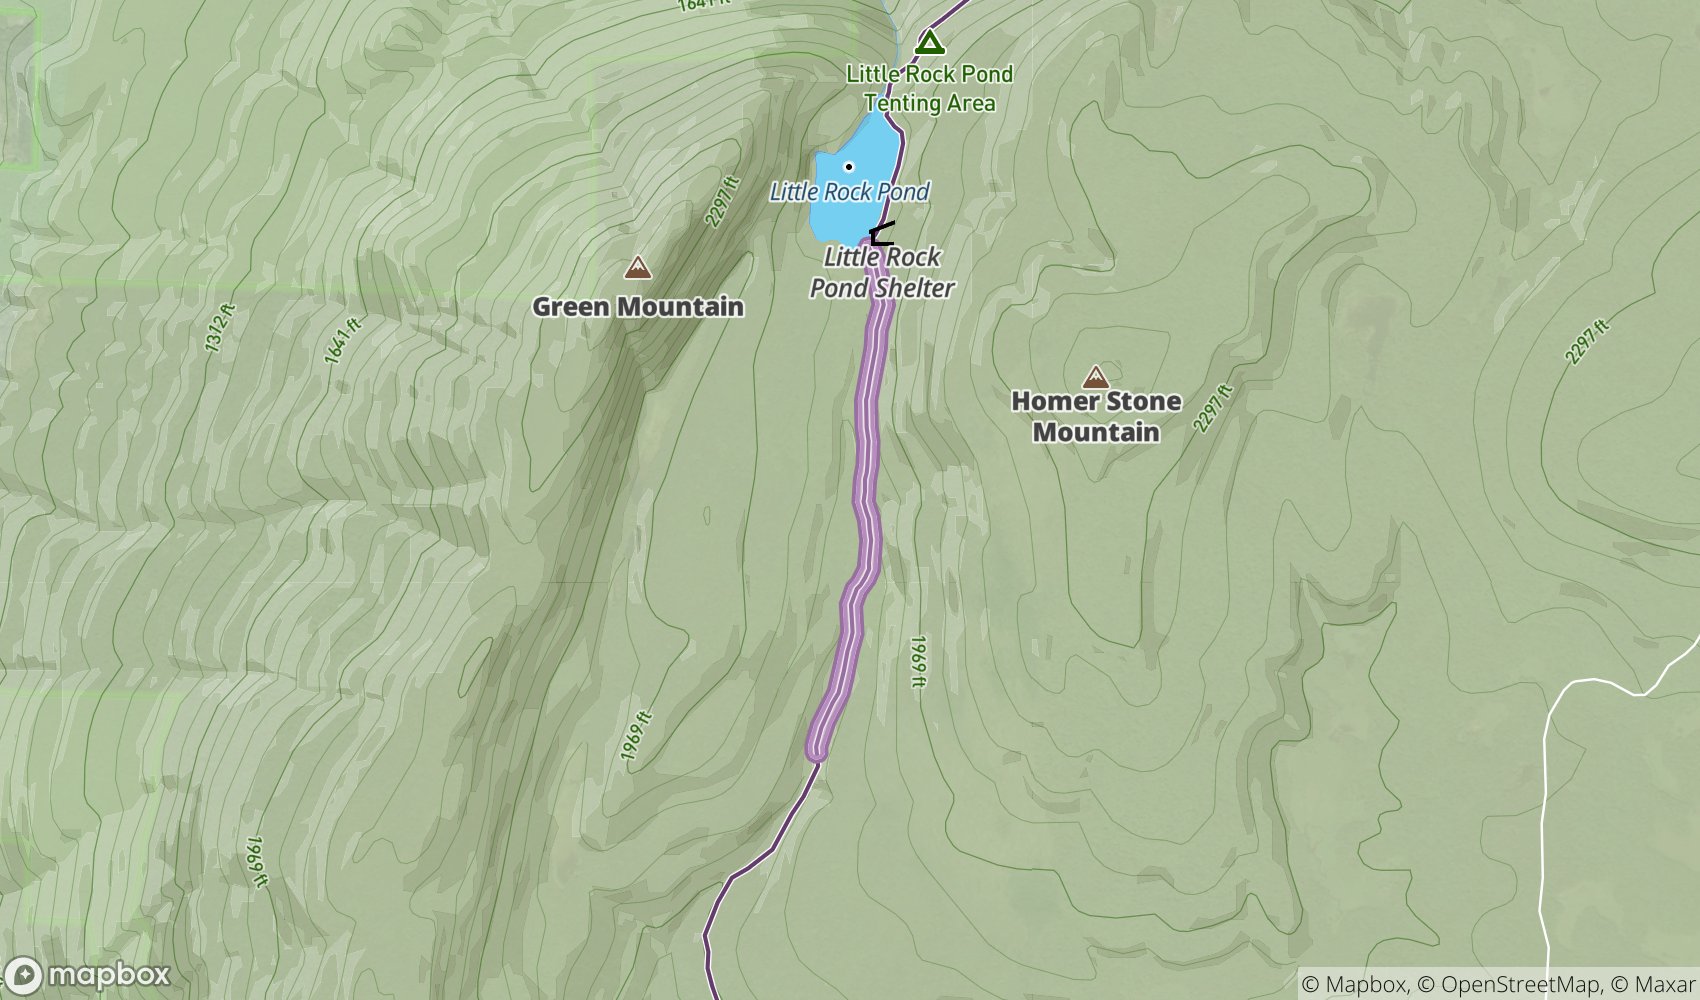 1641 ft
Little Rock Pond
Tenting Area
2297 ft
Little Rock Pond
Little Rock
Pond Shelter
Green Mountain
1312 ft
1641 ft
2297 ft
Homer Stone
Mountain
2297 ft
1969 ft
1969 ft
1969 ft
mapbox
© Mapbox, © OpenStreetMap, © Maxar